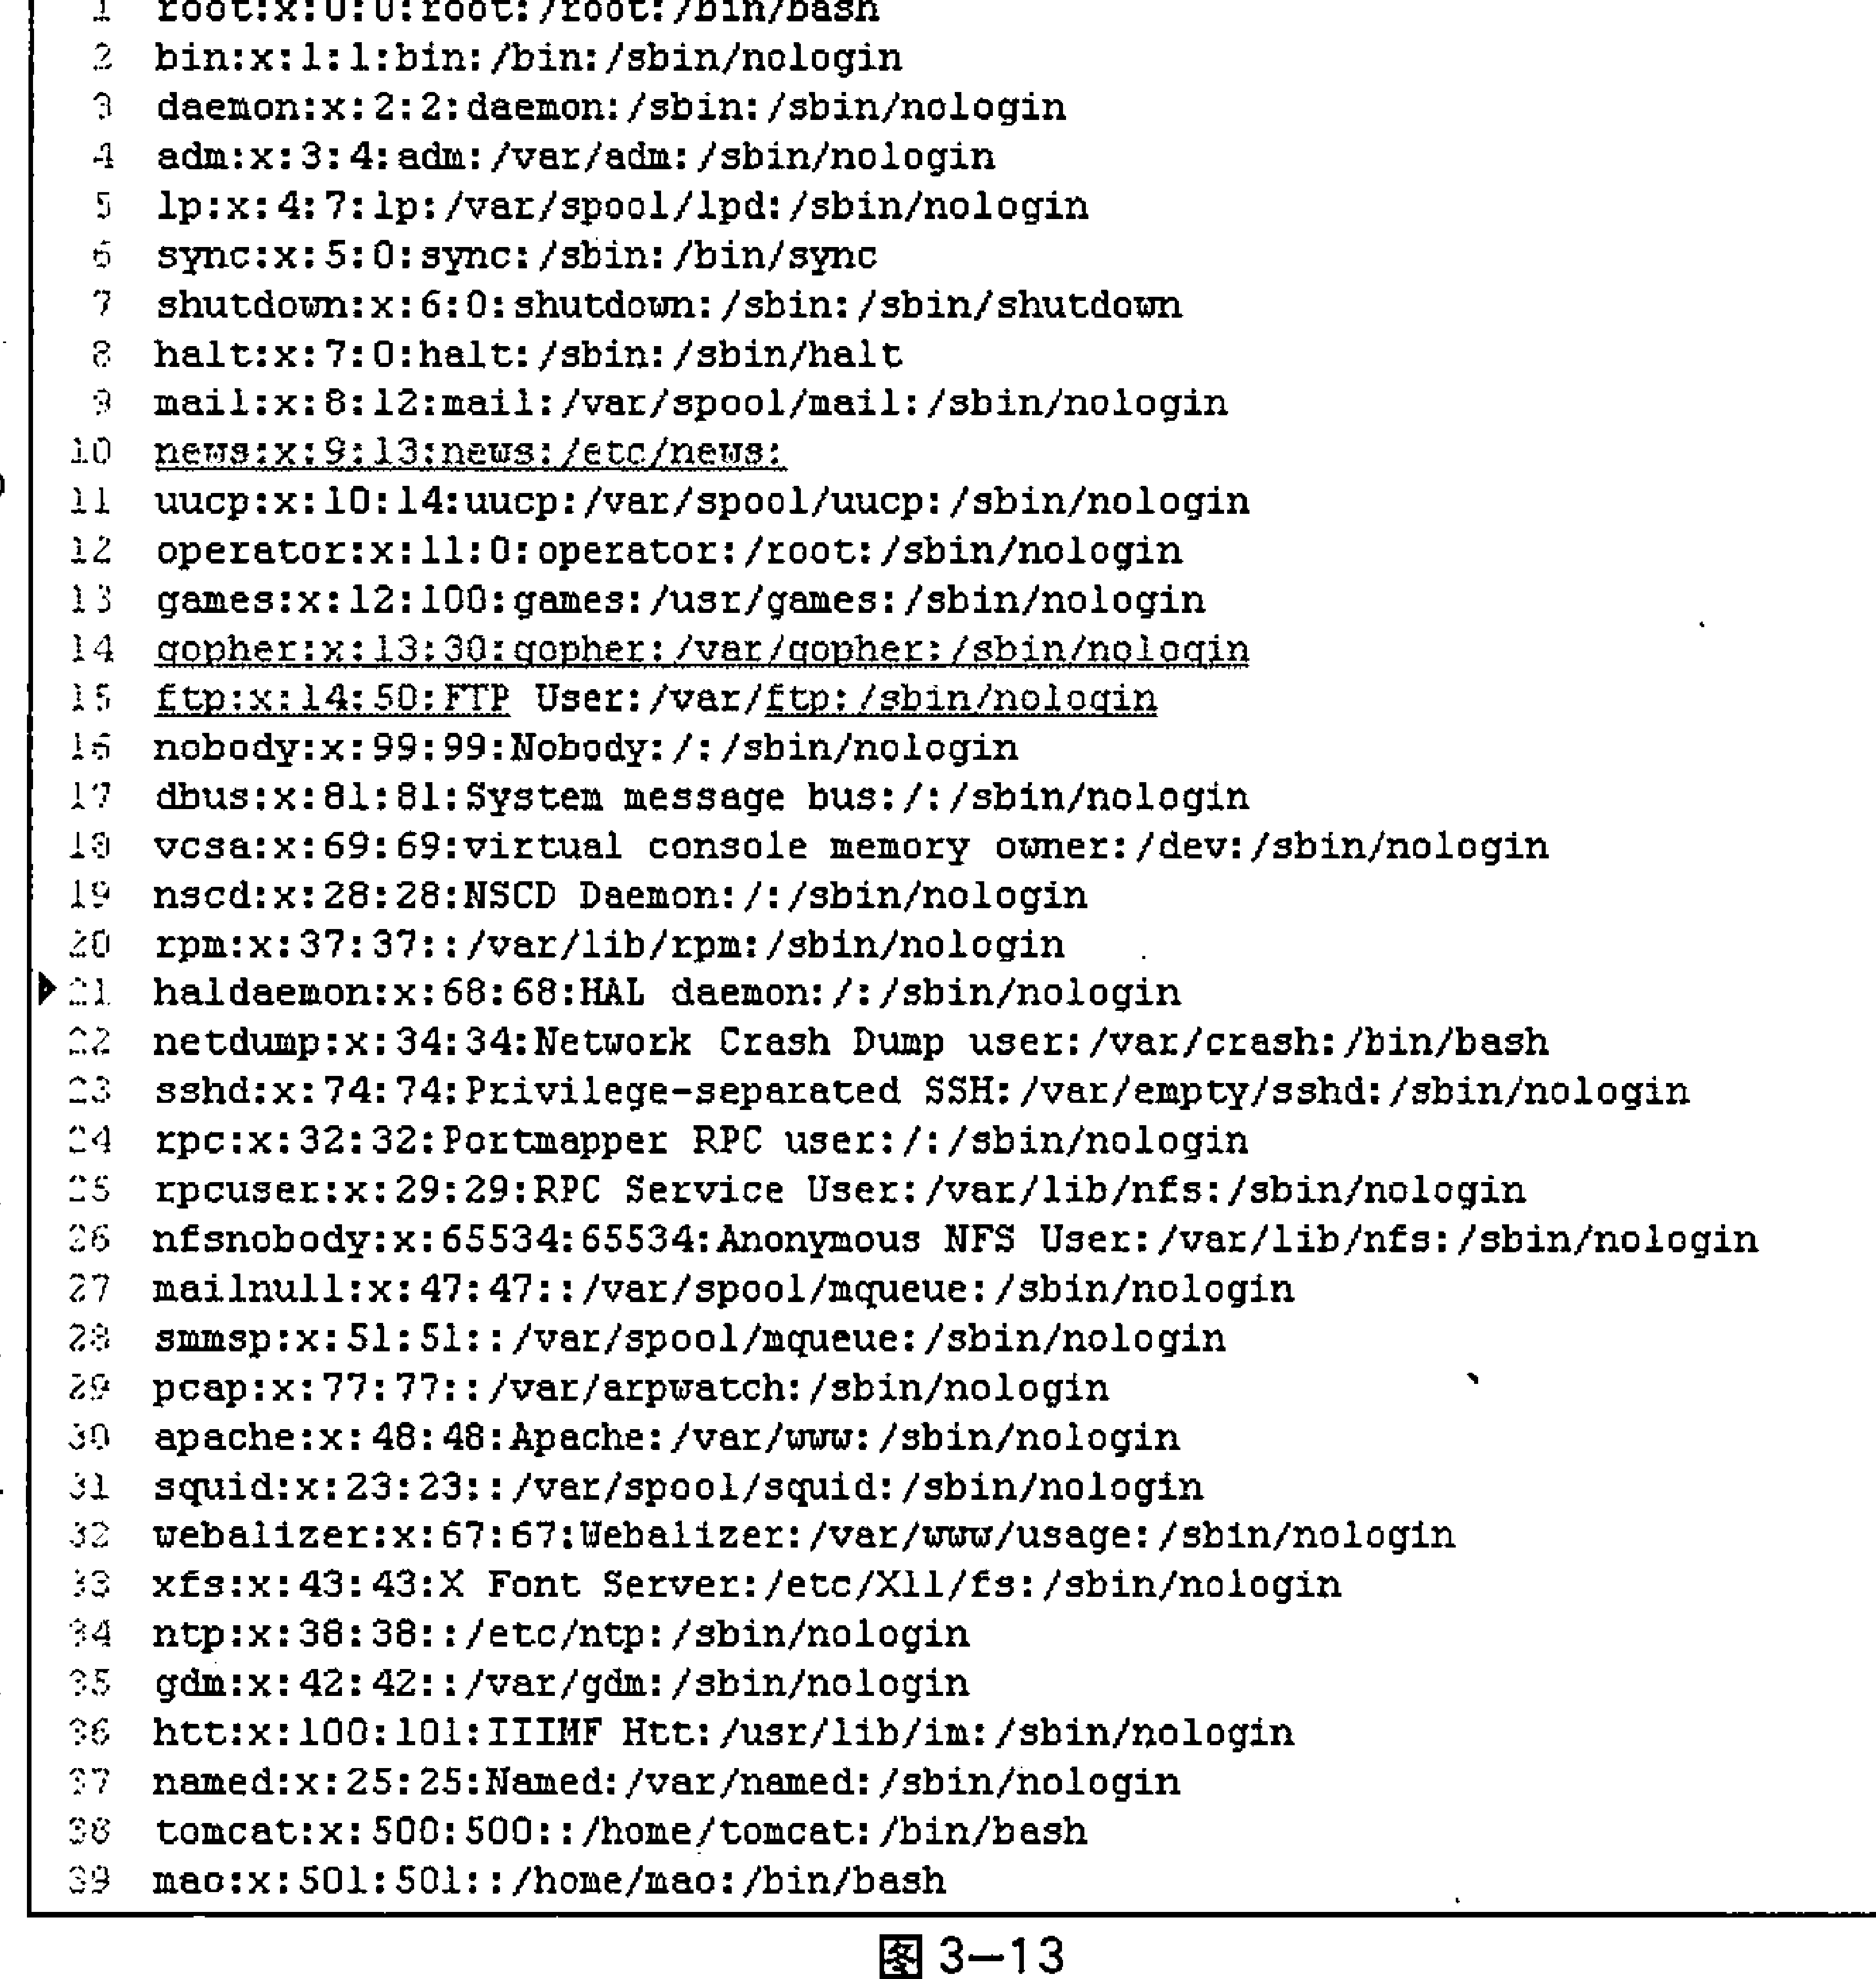 1 root:x:0:0:root:/root:/bin/bash
2 bin:x:1:1:bin:/bin:/sbin/nologin
3 daemon:x:2:2:daemon:/sbin:/sbin/nologin
4 adm:x:3:4:adm:/var/adm:/sbin/nologin
5 lp:x:4:7:lp:/var/spool/lpd:/sbin/nologin
6 sync:x:5:0:sync:/sbin:/bin/sync
7 shutdown:x:6:0:shutdown:/sbin:/sbin/shutdown
8 halt:x:7:0:halt:/sbin:/sbin/halt
9 mail:x:8:12:mail:/var/spool/mail:/sbin/nologin
10 news:x:9:13:news:/etc/news:
11 uucp:x:10:14:uucp:/var/spool/uucp:/sbin/nologin
12 operator:x:11:0:operator:/root:/sbin/nologin
13 games:x:12:100:games:/usr/games:/sbin/nologin
14 gopher:x:13:30:gopher:/var/gopher:/sbin/nologin
15 ftp:x:14:50:FTP User:/var/ftp:/sbin/nologin
16 nobody:x:99:99:Nobody:/:/sbin/nologin
17 dbus:x:81:81:System message bus:/:/sbin/nologin
18 vcsa:x:69:69:virtual console memory owner:/dev:/sbin/nologin
19 nscd:x:28:28:NSCD Daemon:/:/sbin/nologin
20 rpm:x:37:37::/var/lib/rpm:/sbin/nologin
21 haldaemon:x:68:68:HAL daemon:/:/sbin/nologin
22 netdump:x:34:34:Network Crash Dump user:/var/crash:/bin/bash
23 sshd:x:74:74:Privilege-separated SSH:/var/empty/sshd:/sbin/nologin
24 rpc:x:32:32:Portmapper RPC user:/:/sbin/nologin
25 rpcuser:x:29:29:RPC Service User:/var/lib/nfs:/sbin/nologin
26 nfsnobody:x:65534:65534:Anonymous NFS User:/var/lib/nfs:/sbin/nologin
27 mailnull:x:47:47::/var/spool/mqueue:/sbin/nologin
28 smmsp:x:51:51::/var/spool/mqueue:/sbin/nologin
29 pcap:x:77:77::/var/arpwatch:/sbin/nologin
30 apache:x:48:48:Apache:/var/www:/sbin/nologin
31 squid:x:23:23::/var/spool/squid:/sbin/nologin
32 webalizer:x:67:67:Webalizer:/var/www/usage:/sbin/nologin
33 xfs:x:43:43:X Font Server:/etc/X11/fs:/sbin/nologin
34 ntp:x:38:38::/etc/ntp:/sbin/nologin
35 gdm:x:42:42::/var/gdm:/sbin/nologin
36 htt:x:100:101:IIIMF Htt:/usr/lib/im:/sbin/nologin
37 named:x:25:25:Named:/var/named:/sbin/nologin
38 tomcat:x:500:500::/home/tomcat:/bin/bash
39 mao:x:501:501::/home/mao:/bin/bash
图3—13